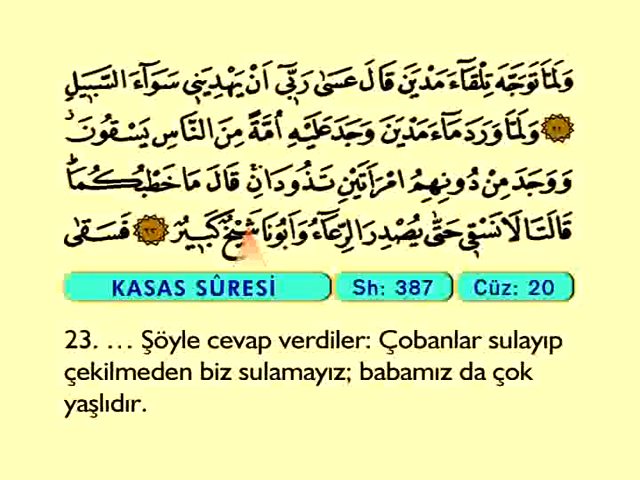 وَلَمَّا تَوَجَّهَ تِلْقَٓاءَ مَدْيَنَ قَالَ عَسٰى رَبّ۪ٓي اَنْ يَهْدِيَن۪ي سَوَٓاءَ السَّب۪يلِ
﴿٢٢﴾ وَلَمَّا وَرَدَ مَٓاءَ مَدْيَنَ وَجَدَ عَلَيْهِ اُمَّةً مِنَ النَّاسِ يَسْقُونَۘ
وَوَجَدَ مِنْ دُونِهِمُ امْرَاَتَيْنِ تَذُودَانِۚ قَالَ مَا خَطْبُكُمَاۜ
قَالَتَا لَا نَسْق۪ي حَتّٰى يُصْدِرَ الرِّعَٓاءُ وَاَبُونَا شَيْخٌ كَب۪يرٌ ﴿٢٣﴾ فَسَقٰى
KASAS SÛRESİ Sh: 387 Cüz: 20
23. … Şöyle cevap verdiler: Çobanlar sulayıp
çekilmeden biz sulamayız; babamız da çok
yaşlıdır.